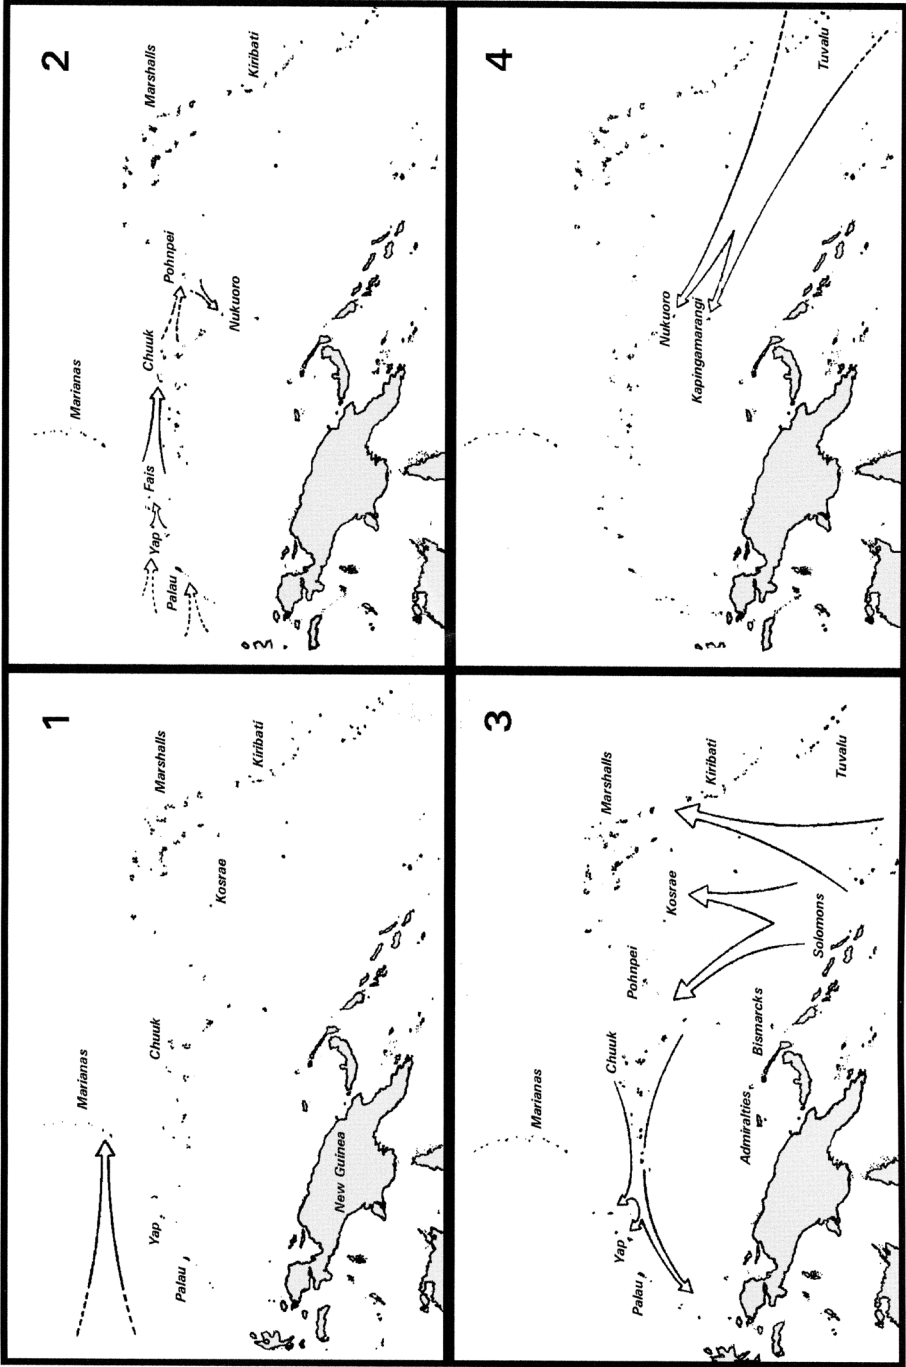 1
Marianas
Marshalls
Kiribati
Chuuk
Yap
Kosrae
Palau
New Guinea
2
Marianas
Marshalls
Kiribati
Pohnpei
Chuuk
Fais
Yap
Nukuoro
Palau
3
Marianas
Marshalls
Kiribati
Chuuk
Pohnpei
Kosrae
Yap
Palau
Tuvalu
Solomons
Bismarcks
Admiralties
4
Nukuoro
Kapingamarangi
Tuvalu